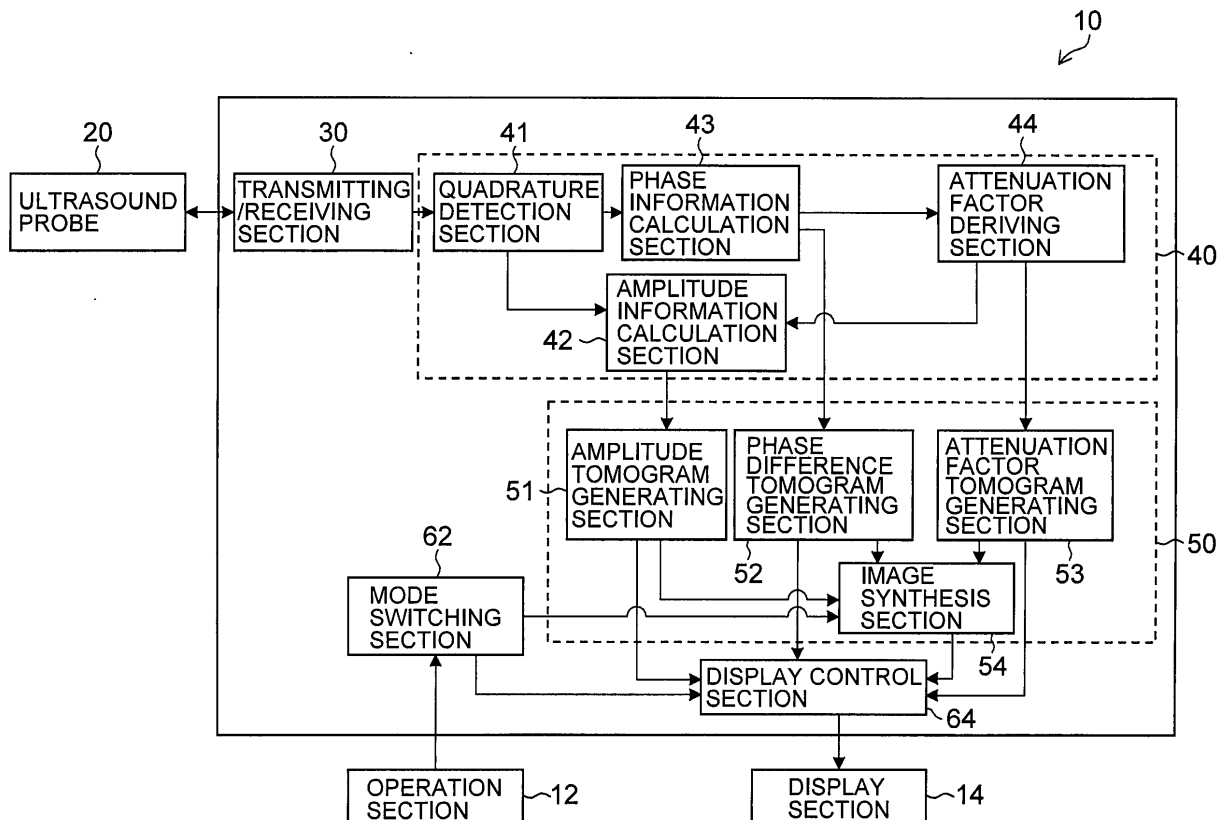 10
20
30
41
43
44
ULTRASOUND
PROBE
TRANSMITTING
/RECEIVING
SECTION
QUADRATURE
DETECTION
SECTION
PHASE
INFORMATION
CALCULATION
SECTION
ATTENUATION
FACTOR
DERIVING
SECTION
40
AMPLITUDE
INFORMATION
CALCULATION
SECTION
42
AMPLITUDE
TOMOGRAM
GENERATING
SECTION
51
PHASE
DIFFERENCE
TOMOGRAM
GENERATING
SECTION
52
ATTENUATION
FACTOR
TOMOGRAM
GENERATING
SECTION
53
50
62
MODE
SWITCHING
SECTION
IMAGE
SYNTHESIS
SECTION
54
DISPLAY CONTROL
SECTION
64
OPERATION
SECTION
12
DISPLAY
SECTION
14